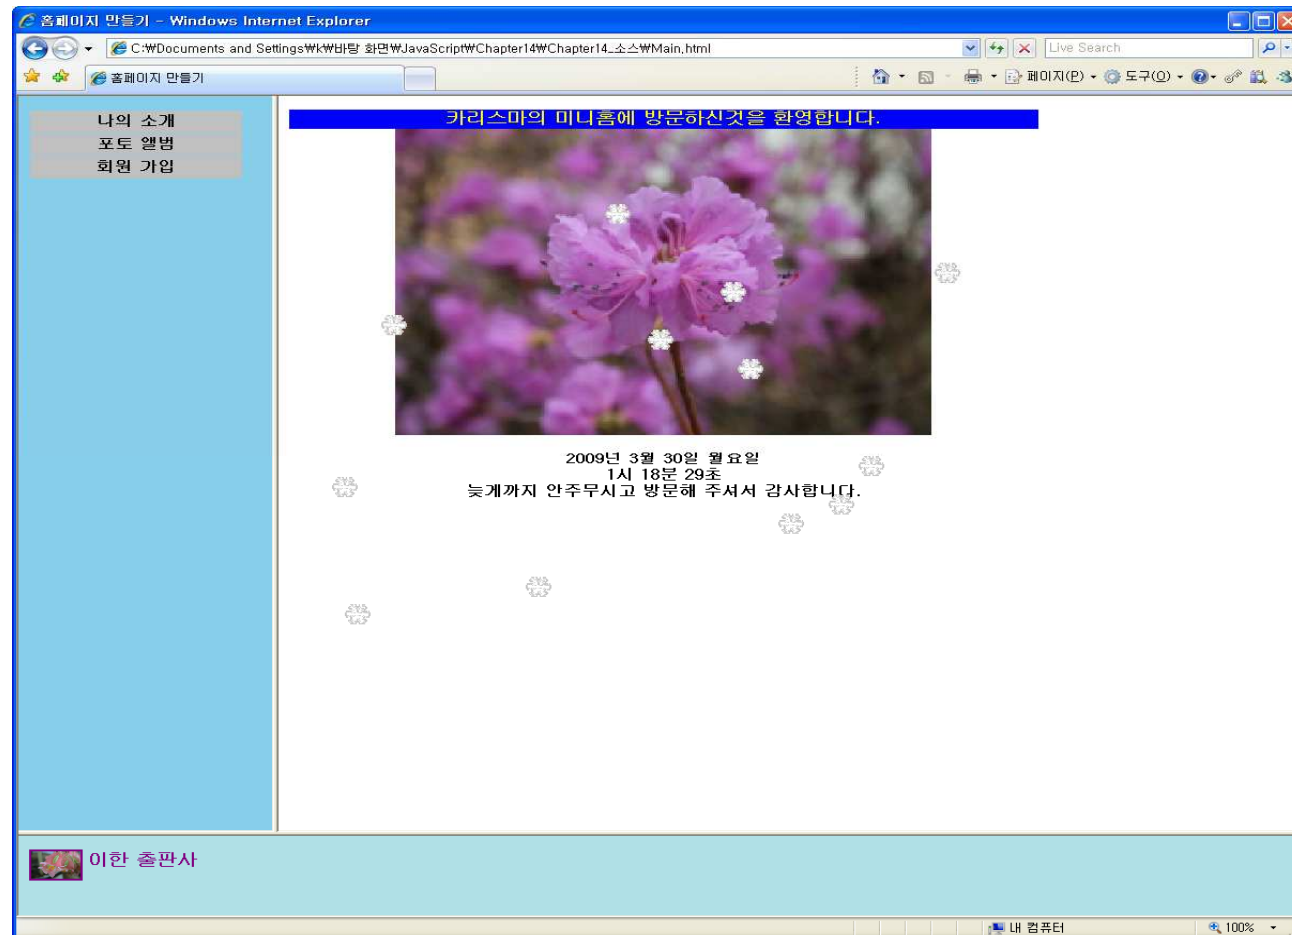 홈페이지 만들기 - Windows Internet Explorer
C:₩Documents and Settings₩k₩바탕 화면₩JavaScript₩Chapter14₩Chapter14_소스₩Main.html
Live Search
홈페이지 만들기
페이지(P)
도구(O)
나의 소개
포토 앨범
회원 가입
카리스마의 미니홈에 방문하신것을 환영합니다.
2009년 3월 30일 월요일
1시 18분 29초
늦게까지 안주무시고 방문해 주셔서 감사합니다.
이한 출판사
내 컴퓨터
100%